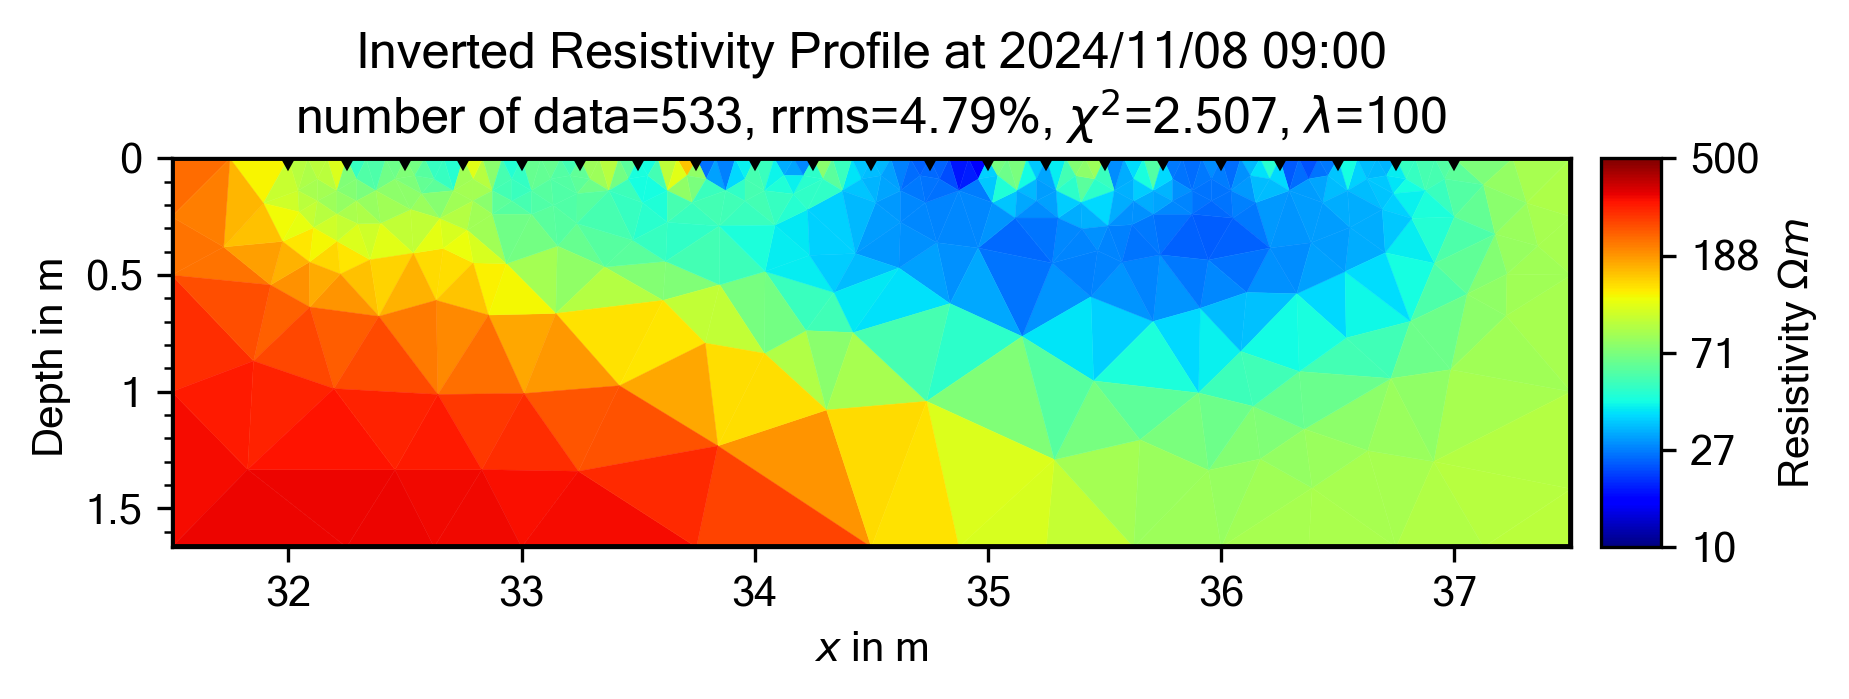 Inverted Resistivity Profile at 2024/11/08 09:00
number of data=533, rrms=4.79%, χ²=2.507, λ=100
0
0.5
1
1.5
Depth in m
32 33 34 35 36 37
x in m
500
188
71
27
10
Resistivity Ωm